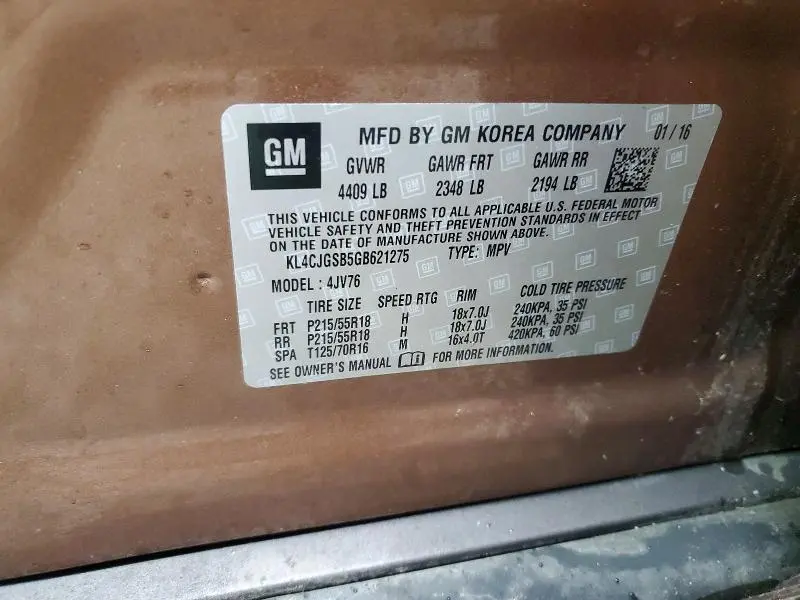 GM MFD BY GM KOREA COMPANY 01/16
GVWR GAWR FRT GAWR RR
4409 LB 2348 LB 2194 LB
THIS VEHICLE CONFORMS TO ALL APPLICABLE U.S. FEDERAL MOTOR
VEHICLE SAFETY AND THEFT PREVENTION STANDARDS IN EFFECT
ON THE DATE OF MANUFACTURE SHOWN ABOVE.
KL4CJGSB5GB621275 TYPE: MPV
MODEL : 4JV76
TIRE SIZE SPEED RTG RIM COLD TIRE PRESSURE
FRT P215/55R18 H 18x7.0J 240KPA, 35 PSI
RR P215/55R18 H 18x7.0J 240KPA, 35 PSI
SPA T125/70R16 M 16x4.0T 420KPA, 60 PSI
SEE OWNER'S MANUAL FOR MORE INFORMATION.